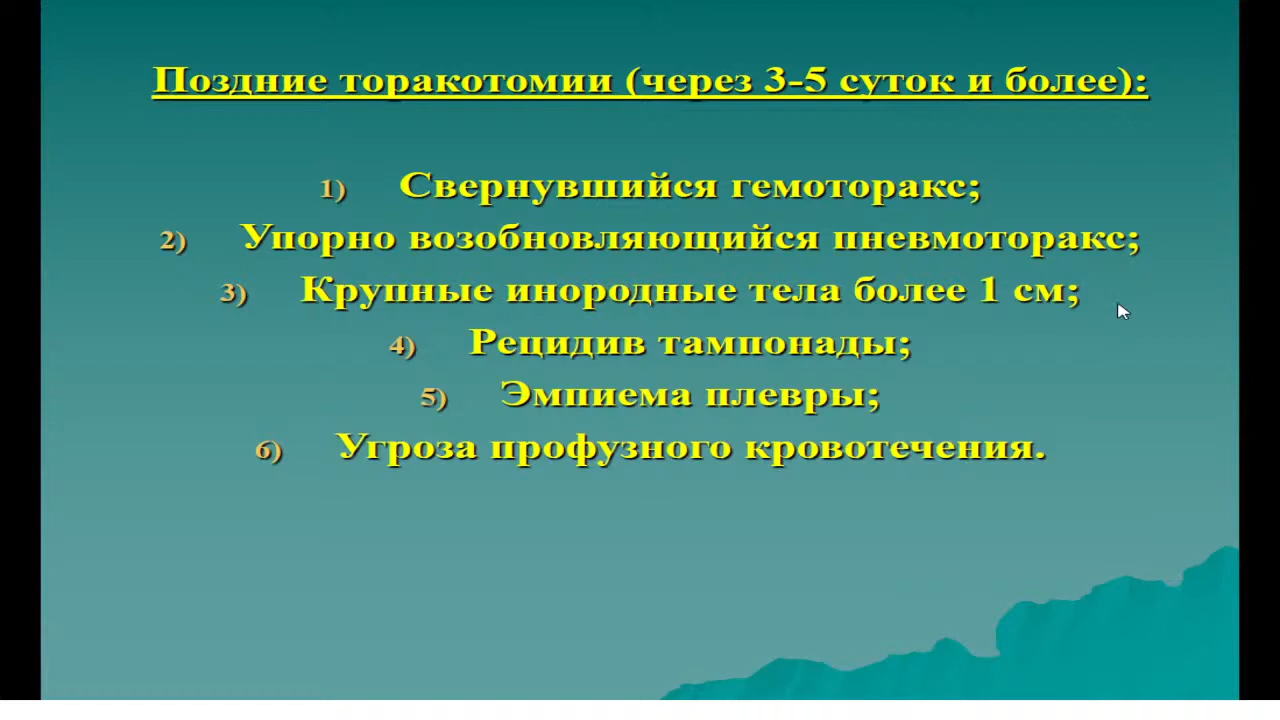 Поздние торакотомии (через 3-5 суток и более):
1) Свернувшийся гемоторакс;
2) Упорно возобновляющийся пневмоторакс;
3) Крупные инородные тела более 1 см;
4) Рецидив тампонады;
5) Эмпиема плевры;
6) Угроза профузного кровотечения.